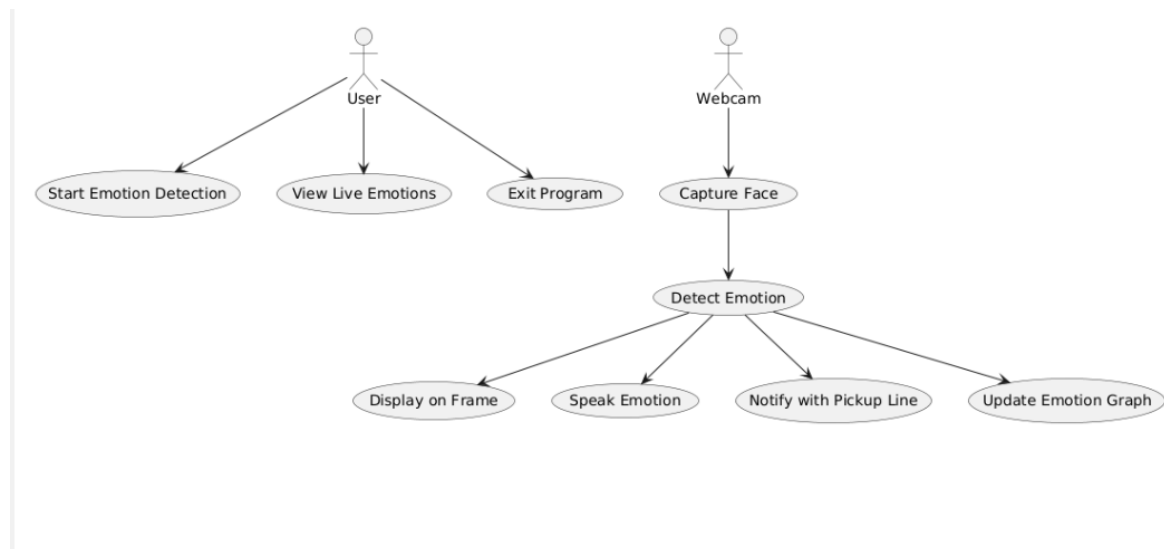 User
Webcam
Start Emotion Detection
View Live Emotions
Exit Program
Capture Face
Detect Emotion
Display on Frame
Speak Emotion
Notify with Pickup Line
Update Emotion Graph